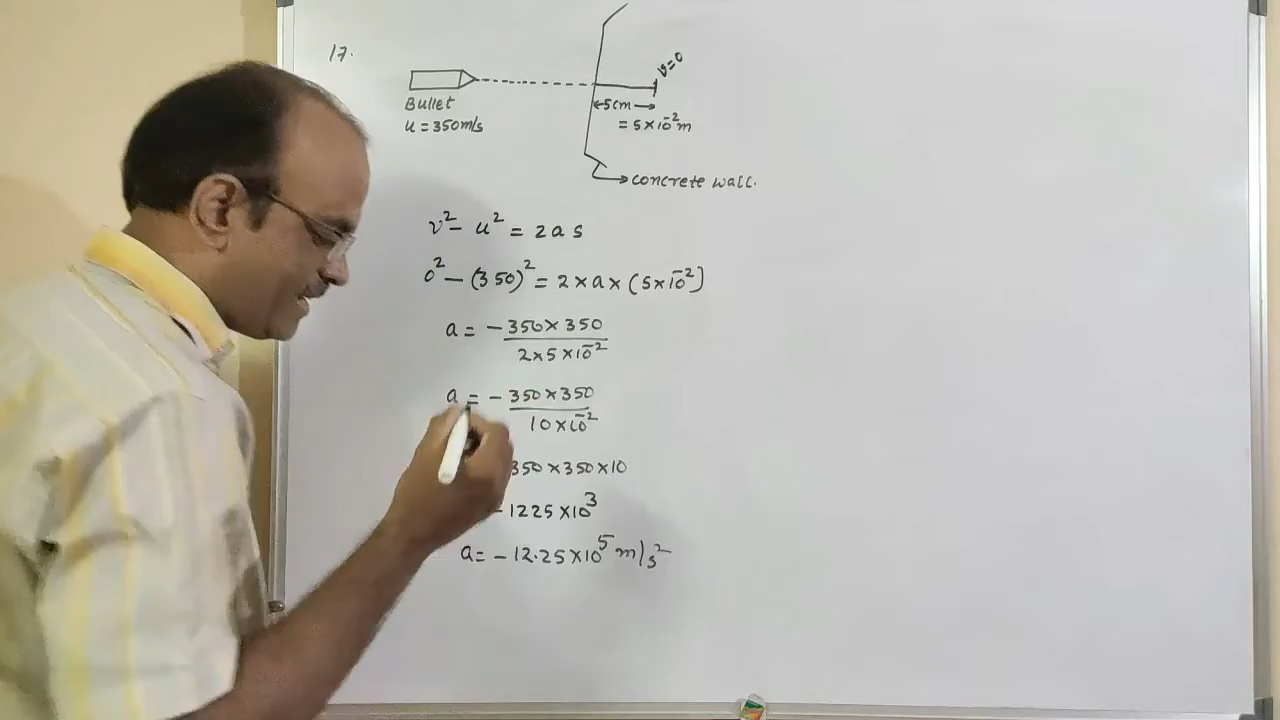 17.
v=0
Bullet
u = 350m/s
5cm
= 5×10⁻²m
concrete wall.
v² - u² = 2as
0² - (350)² = 2×a×(5×10⁻²)
a = -350×350
2×5×10⁻²
a = -350×350
10×10⁻²
350×350×10
- 1225×10³
a = -12.25×10⁵ m/s²